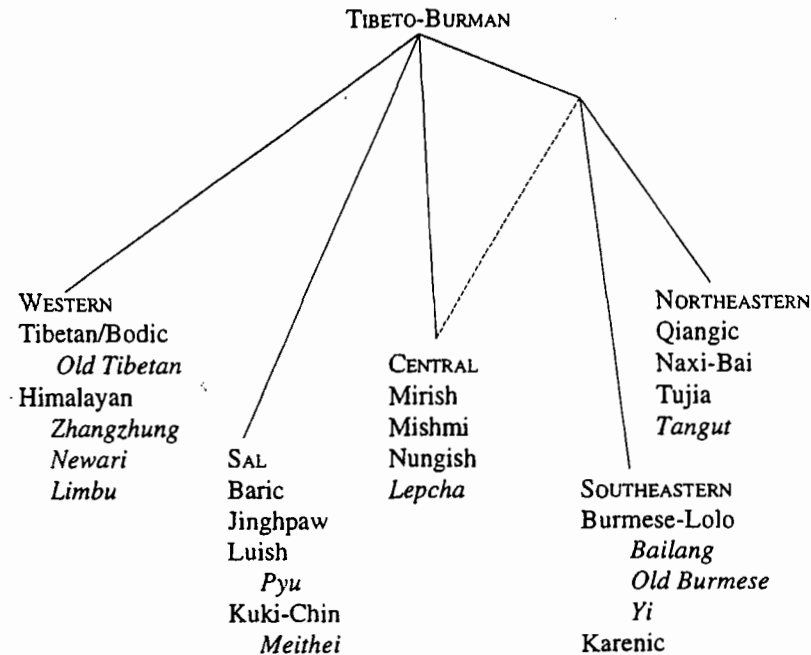 TIBETO-BURMAN
WESTERN
Tibetan/Bodic
Old Tibetan
Himalayan
Zhangzhung
Newari
Limbu
SAL
Baric
Jinghpaw
Luish
Pyu
Kuki-Chin
Meithei
CENTRAL
Mirish
Mishmi
Nungish
Lepcha
SOUTHEASTERN
Burmese-Lolo
Bailang
Old Burmese
Yi
Karenic
NORTHEASTERN
Qiangic
Naxi-Bai
Tujia
Tangut